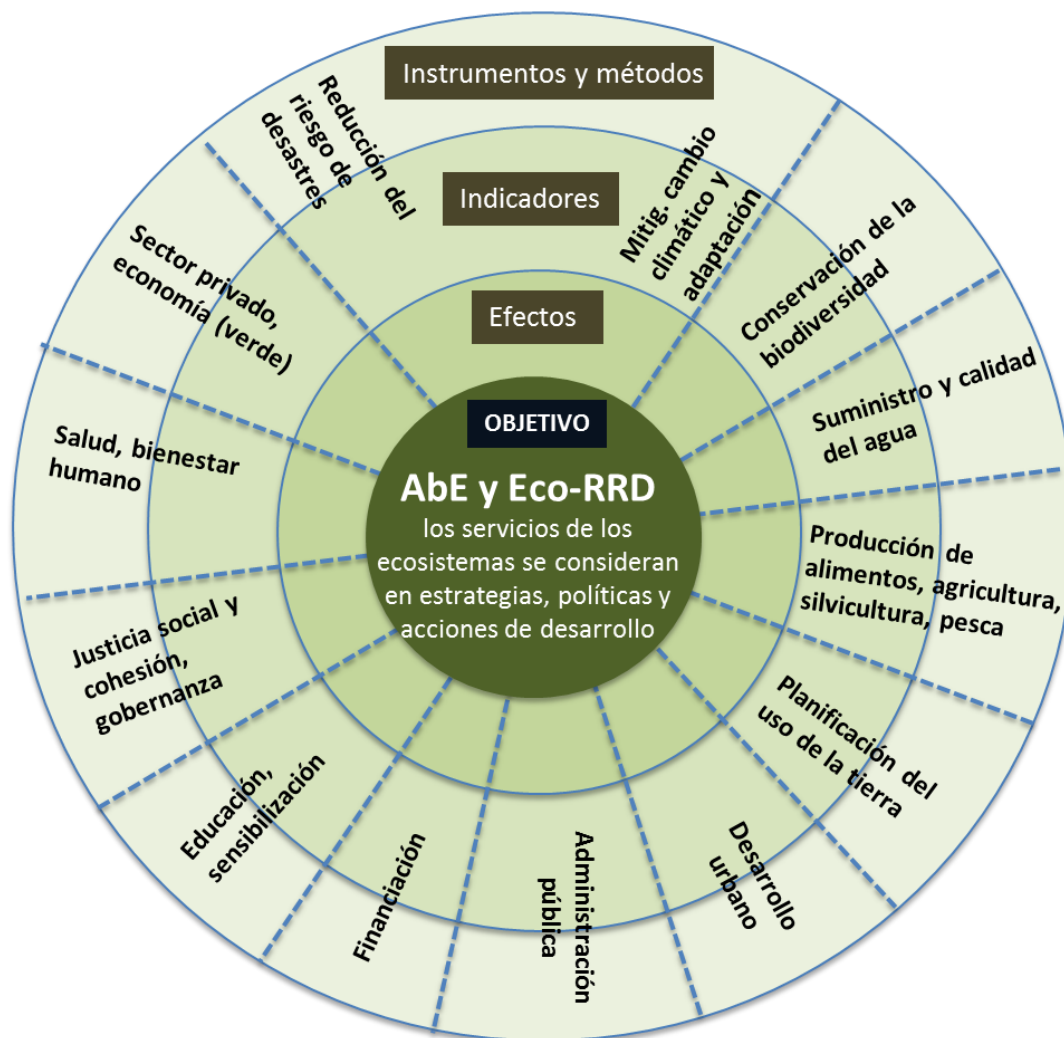 Instrumentos y métodos
Indicadores
Efectos
OBJETIVO
AbE y Eco-RRD
los servicios de los
ecosistemas se consideran
en estrategias, políticas y
acciones de desarrollo
Reducción del
riesgo de
desastres
Mitig. cambio
climático y
adaptación
Conservación de la
biodiversidad
Suministro y calidad
del agua
Producción de
alimentos, agricultura,
silvicultura, pesca
Planificación del
uso de la tierra
Desarrollo
urbano
Administración
pública
Financiación
Educación,
sensibilización
Justicia social y
cohesión,
gobernanza
Salud, bienestar
humano
Sector privado,
economía (verde)